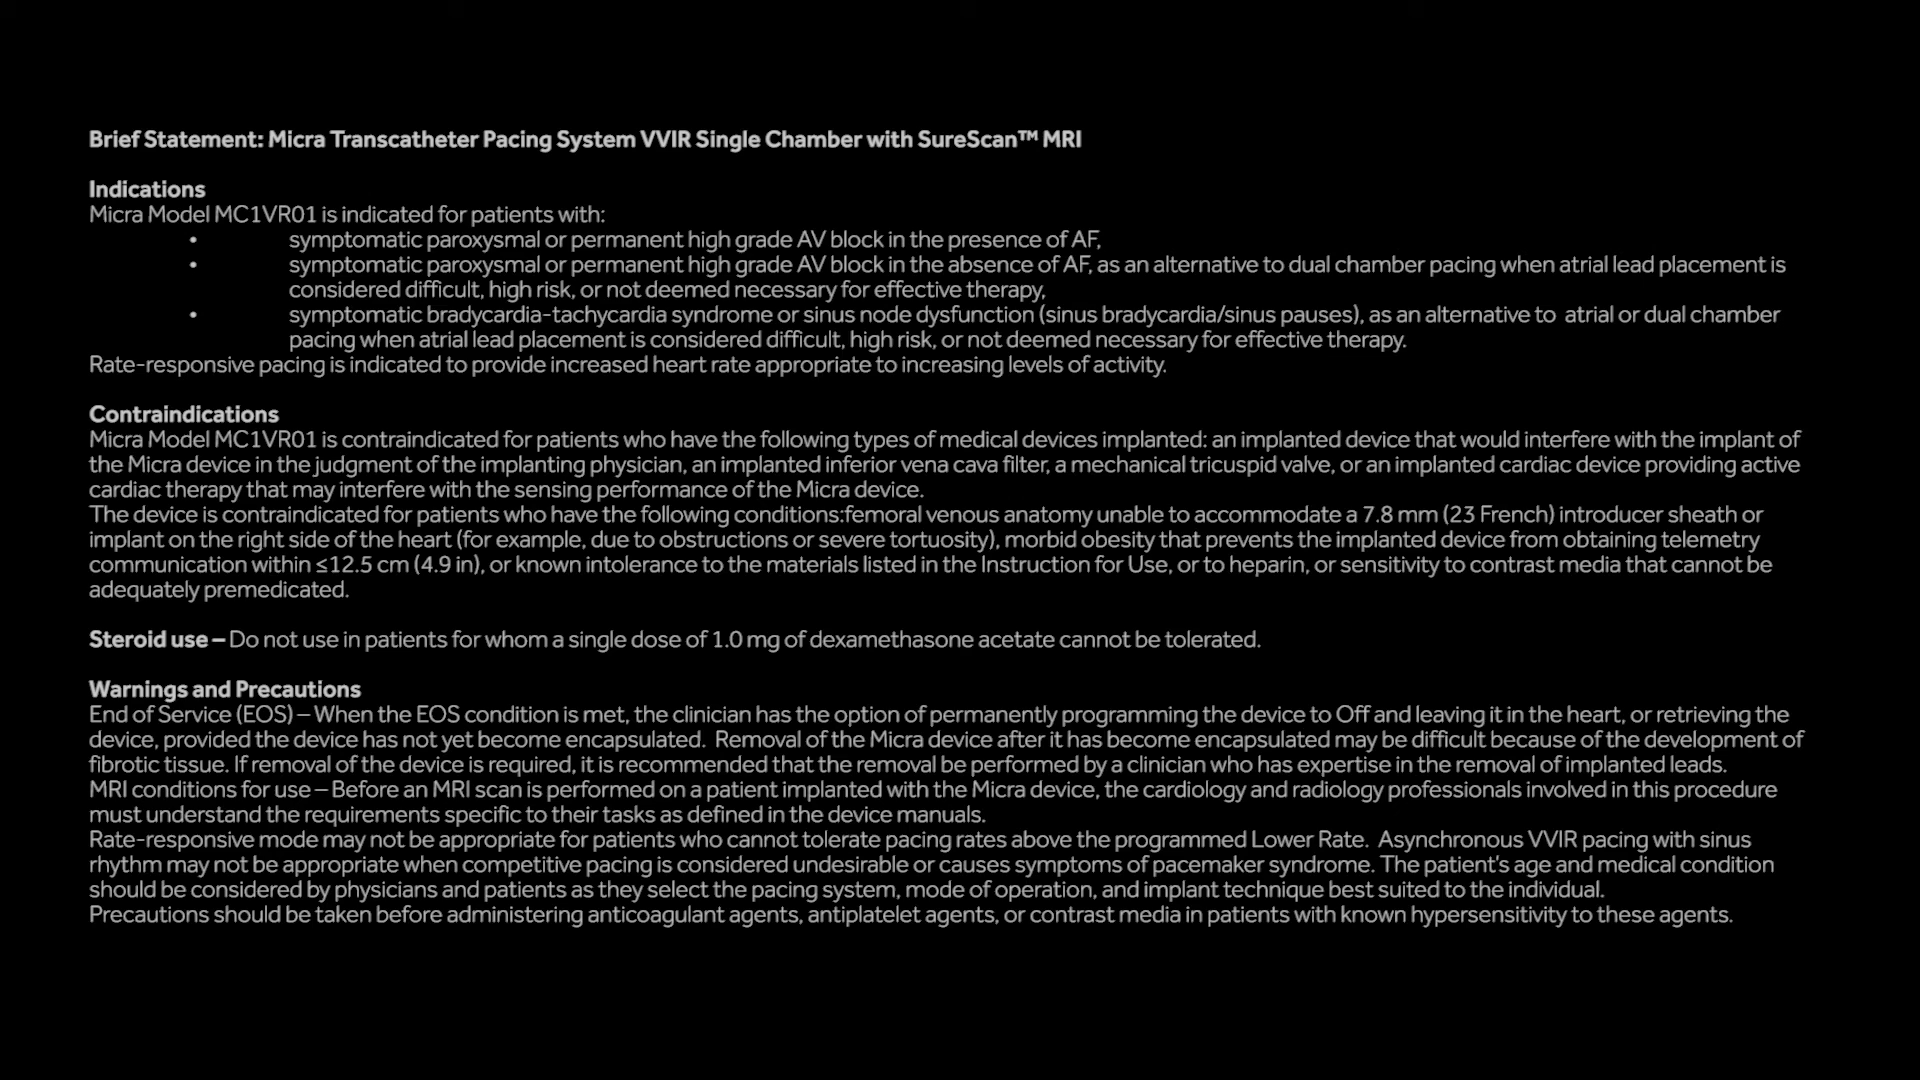 Brief Statement: Micra Transcatheter Pacing System VVIR Single Chamber with SureScan™ MRI
Indications
Micra Model MC1VR01 is indicated for patients with:
• symptomatic paroxysmal or permanent high grade AV block in the presence of AF,
• symptomatic paroxysmal or permanent high grade AV block in the absence of AF, as an alternative to dual chamber pacing when atrial lead placement is
considered difficult, high risk, or not deemed necessary for effective therapy,
• symptomatic bradycardia-tachycardia syndrome or sinus node dysfunction (sinus bradycardia/sinus pauses), as an alternative to atrial or dual chamber
pacing when atrial lead placement is considered difficult, high risk, or not deemed necessary for effective therapy.
Rate-responsive pacing is indicated to provide increased heart rate appropriate to increasing levels of activity.
Contraindications
Micra Model MC1VR01 is contraindicated for patients who have the following types of medical devices implanted: an implanted device that would interfere with the implant of
the Micra device in the judgment of the implanting physician, an implanted inferior vena cava filter, a mechanical tricuspid valve, or an implanted cardiac device providing active
cardiac therapy that may interfere with the sensing performance of the Micra device.
The device is contraindicated for patients who have the following conditions:femoral venous anatomy unable to accommodate a 7.8 mm (23 French) introducer sheath or
implant on the right side of the heart (for example, due to obstructions or severe tortuosity), morbid obesity that prevents the implanted device from obtaining telemetry
communication within ≤12.5 cm (4.9 in), or known intolerance to the materials listed in the Instruction for Use, or to heparin, or sensitivity to contrast media that cannot be
adequately premedicated.
Steroid use – Do not use in patients for whom a single dose of 1.0 mg of dexamethasone acetate cannot be tolerated.
Warnings and Precautions
End of Service (EOS) – When the EOS condition is met, the clinician has the option of permanently programming the device to Off and leaving it in the heart, or retrieving the
device, provided the device has not yet become encapsulated. Removal of the Micra device after it has become encapsulated may be difficult because of the development of
fibrotic tissue. If removal of the device is required, it is recommended that the removal be performed by a clinician who has expertise in the removal of implanted leads.
MRI conditions for use – Before an MRI scan is performed on a patient implanted with the Micra device, the cardiology and radiology professionals involved in this procedure
must understand the requirements specific to their tasks as defined in the device manuals.
Rate-responsive mode may not be appropriate for patients who cannot tolerate pacing rates above the programmed Lower Rate. Asynchronous VVIR pacing with sinus
rhythm may not be appropriate when competitive pacing is considered undesirable or causes symptoms of pacemaker syndrome. The patient's age and medical condition
should be considered by physicians and patients as they select the pacing system, mode of operation, and implant technique best suited to the individual.
Precautions should be taken before administering anticoagulant agents, antiplatelet agents, or contrast media in patients with known hypersensitivity to these agents.